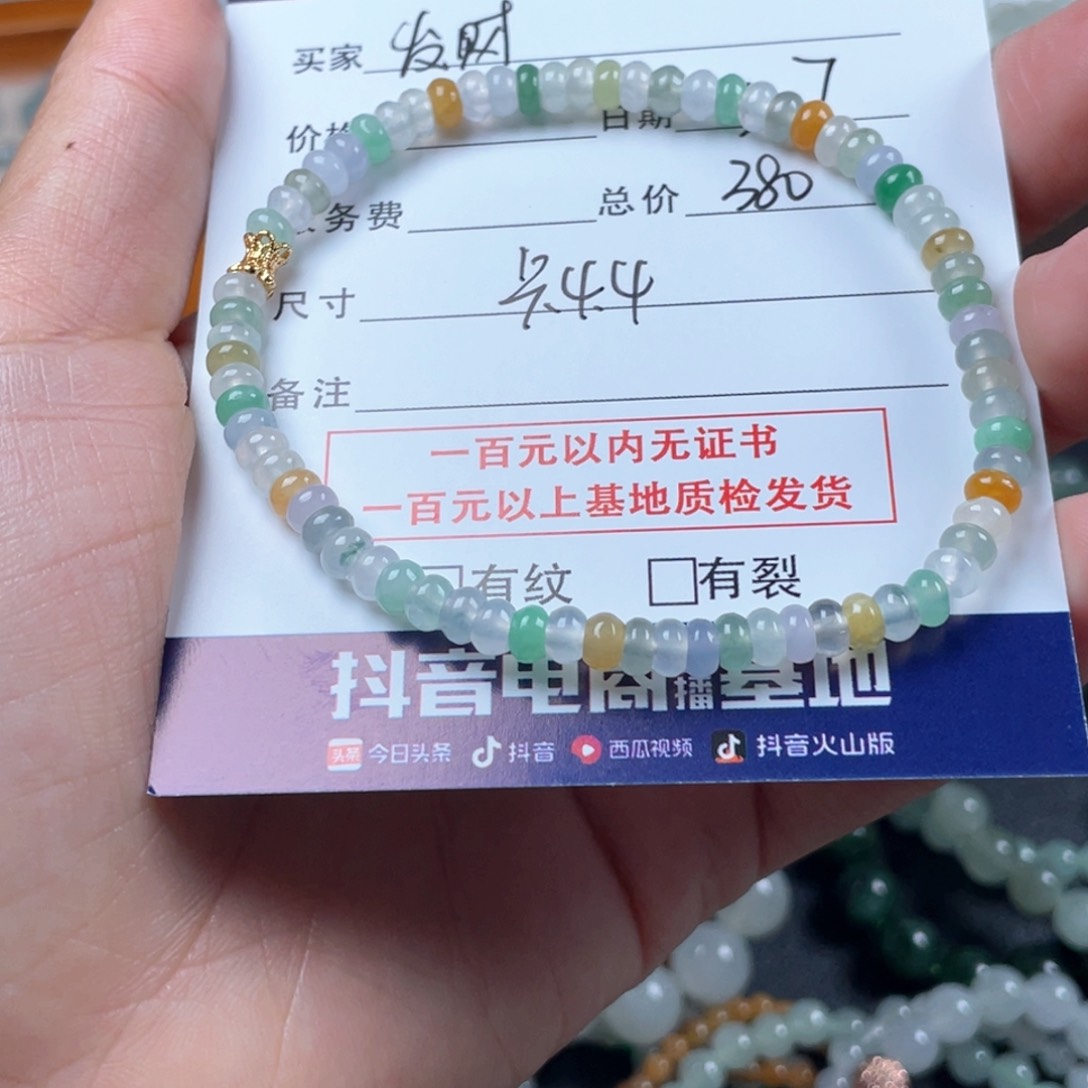 买家 发财
价格 日期 7
务费 总价 380
尺寸 4.4
备注
一百元以内无证书
一百元以上基地质检发货
有纹 有裂
抖音电商直播基地
头条 今日头条 抖音 西瓜视频 抖音火山版